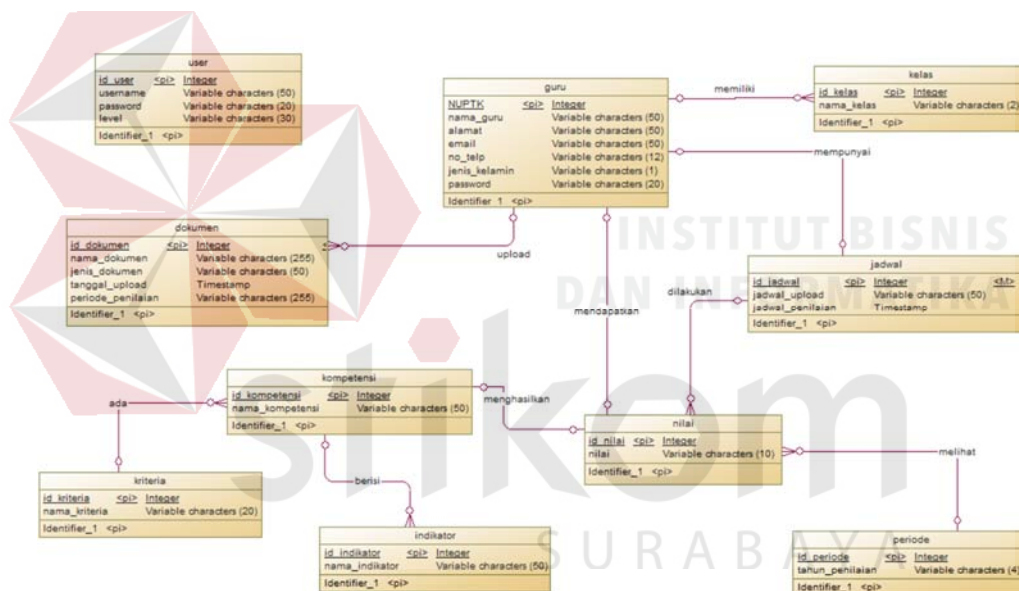 user
id_user <pi> Integer
username Variable characters (50)
password Variable characters (20)
level Variable characters (30)
Identifier_1 <pi>
guru
NUPTK <pi> Integer
nama_guru Variable characters (50)
alamat Variable characters (50)
email Variable characters (50)
no_telp Variable characters (12)
jenis_kelamin Variable characters (1)
password Variable characters (20)
Identifier_1 <pi>
memiliki
kelas
id_kelas <pi> Integer
nama_kelas Variable characters (2)
Identifier_1 <pi>
mempunyai
dokumen
id_dokumen <pi> Integer
nama_dokumen Variable characters (255)
jenis_dokumen Variable characters (50)
tanggal_upload Timestamp
periode_penilaian Variable characters (255)
Identifier_1 <pi>
upload
INSTITUT BISNIS
DAN INFORMATIKA
jadwal
id_jadwal <pi> Integer <M>
jadwal_upload Variable characters (50)
jadwal_penilaian Timestamp
Identifier_1 <pi>
dilakukan
mendapatkan
stikom
kompetensi
id_kompetensi <pi> Integer
nama_kompetensi Variable characters (50)
Identifier_1 <pi>
menghasilkan
ada
nilai
id_nilai <pi> Integer
nilai Variable characters (10)
Identifier_1 <pi>
melihat
kriteria
id_kriteria <pi> Integer
nama_kriteria Variable characters (20)
Identifier_1 <pi>
berisi
indikator
id_indikator <pi> Integer
nama_indikator Variable characters (50)
Identifier_1 <pi>
SURABAYA
periode
id_periode <pi> Integer
tahun_penilaian Variable characters (4)
Identifier_1 <pi>